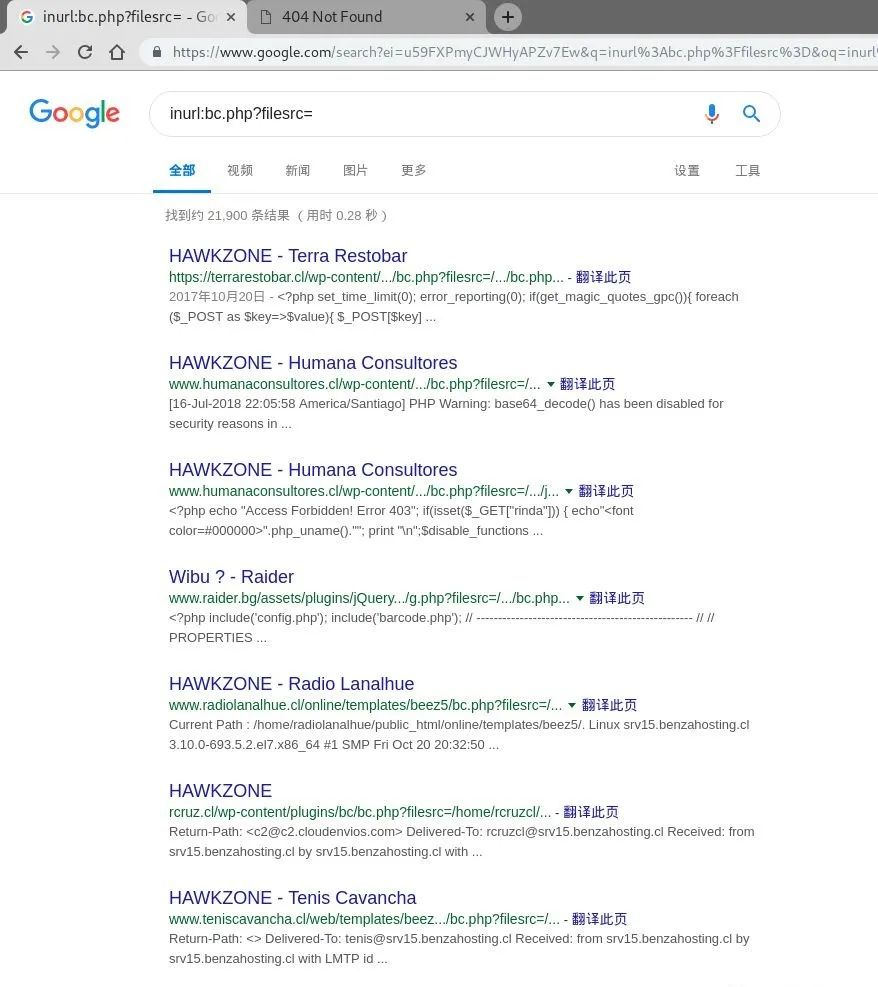 inurl:bc.php?filesrc= - Goo
404 Not Found
https://www.google.com/search?ei=u59FXPmyCJWHyAPZv7Ew&q=inurl%3Abc.php%3Ffilesrc%3D&oq=inurl%
Google
inurl:bc.php?filesrc=
全部 视频 新闻 图片 更多 设置 工具
找到约 21,900 条结果 （用时 0.28 秒）
HAWKZONE - Terra Restobar
https://terrarestobar.cl/wp-content/.../bc.php?filesrc=/.../bc.php... - 翻译此页
2017年10月20日 - <?php set_time_limit(0); error_reporting(0); if(get_magic_quotes_gpc()){ foreach
($_POST as $key=>$value){ $_POST[$key] ...
HAWKZONE - Humana Consultores
www.humanaconsultores.cl/wp-content/.../bc.php?filesrc=/... 翻译此页
[16-Jul-2018 22:05:58 America/Santiago] PHP Warning: base64_decode() has been disabled for
security reasons in ...
HAWKZONE - Humana Consultores
www.humanaconsultores.cl/wp-content/.../bc.php?filesrc=/.../j... 翻译此页
<?php echo "Access Forbidden! Error 403"; if(isset($_GET["rinda"])) { echo"<font
color=#000000>".php_uname().""; print "\n";$disable_functions ...
Wibu ? - Raider
www.raider.bg/assets/plugins/jQuery.../g.php?filesrc=/.../bc.php... 翻译此页
<?php include('config.php'); include('barcode.php'); // -------------------------------------------------- // //
PROPERTIES ...
HAWKZONE - Radio Lanalhue
www.radiolanalhue.cl/online/templates/beez5/bc.php?filesrc=/... 翻译此页
Current Path : /home/radiolanalhue/public_html/online/templates/beez5/. Linux srv15.benzahosting.cl
3.10.0-693.5.2.el7.x86_64 #1 SMP Fri Oct 20 20:32:50 ...
HAWKZONE
rcruz.cl/wp-content/plugins/bc/bc.php?filesrc=/home/rcruzcl/... - 翻译此页
Return-Path: <c2@c2.cloudenvios.com> Delivered-To: rcruzcl@srv15.benzahosting.cl Received: from
srv15.benzahosting.cl by srv15.benzahosting.cl with ...
HAWKZONE - Tenis Cavancha
www.teniscavancha.cl/web/templates/beez.../bc.php?filesrc=/... - 翻译此页
Return-Path: <> Delivered-To: tenis@srv15.benzahosting.cl Received: from srv15.benzahosting.cl by
srv15.benzahosting.cl with LMTP id ...